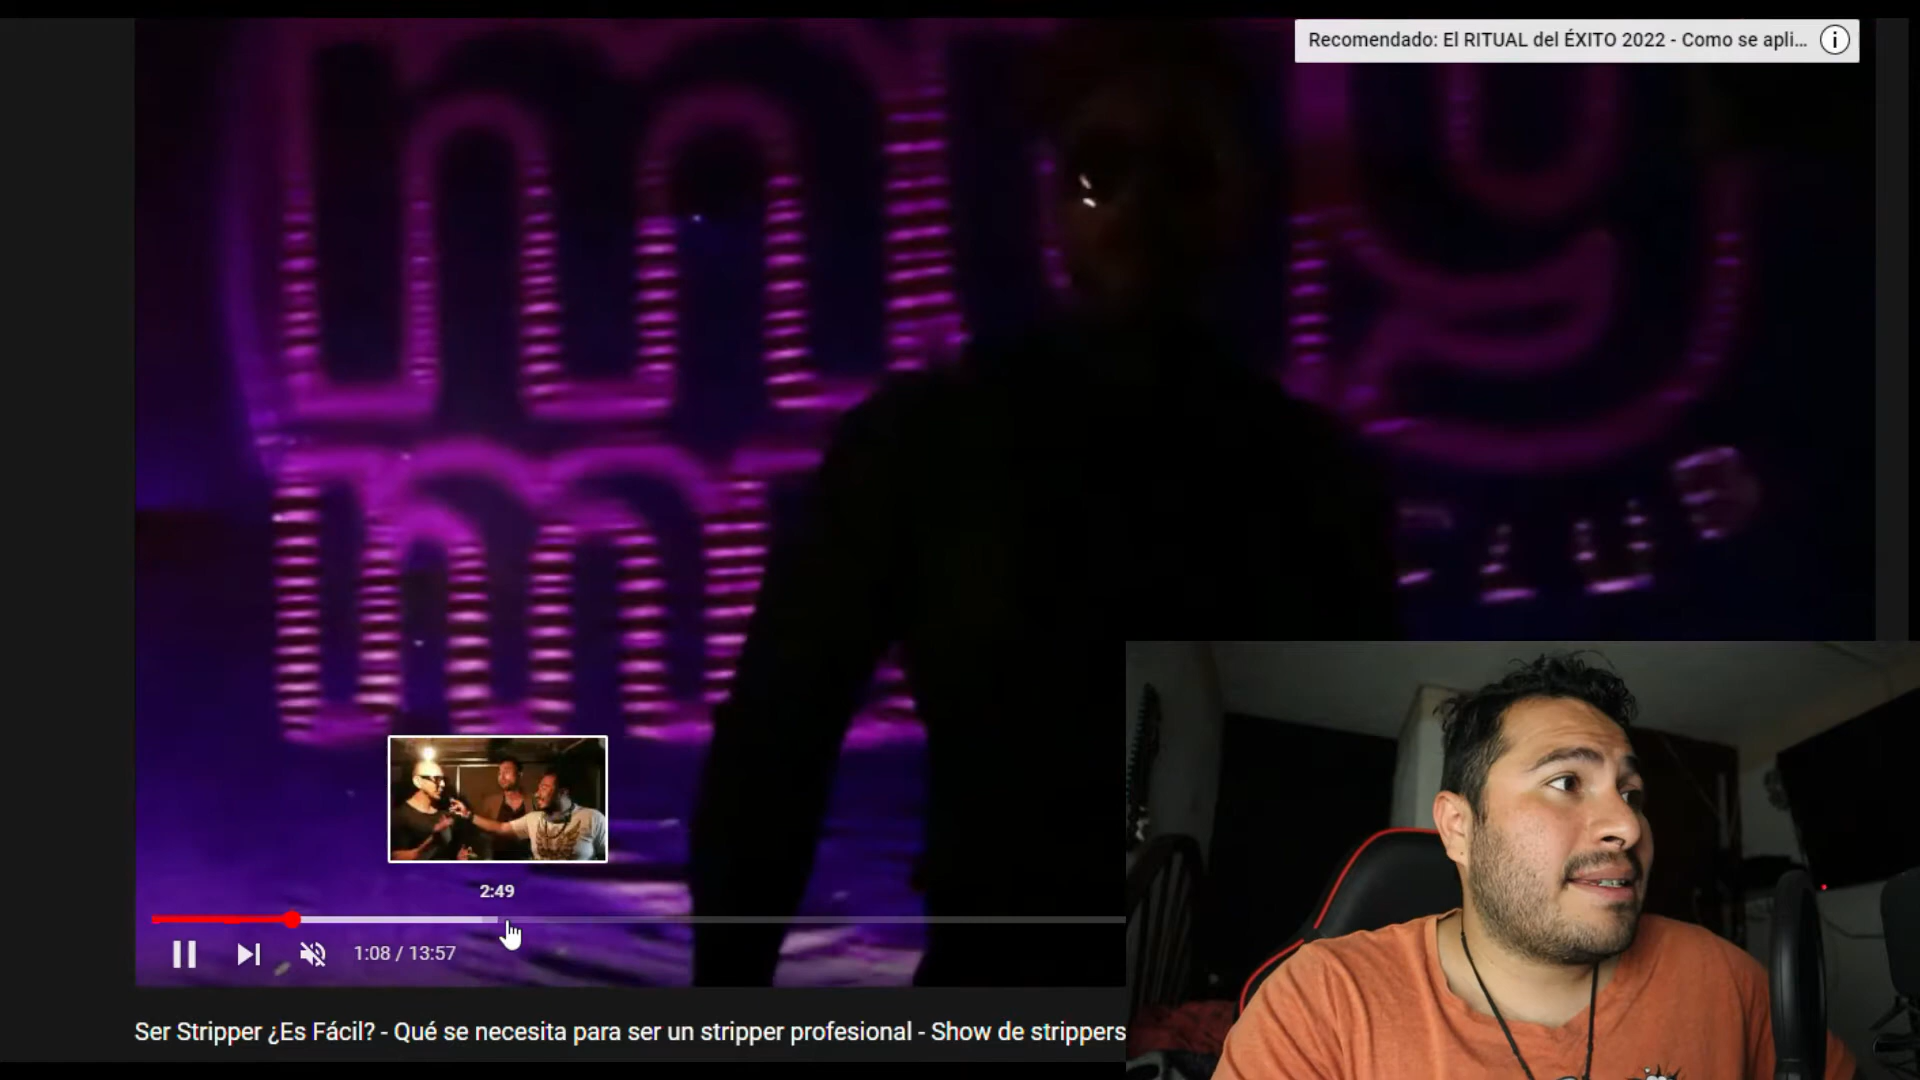 Recomendado: El RITUAL del ÉXITO 2022 - Como se apli...
CLUB
2:49
1:08 / 13:57
Ser Stripper ¿Es Fácil? - Qué se necesita para ser un stripper profesional - Show de strippers